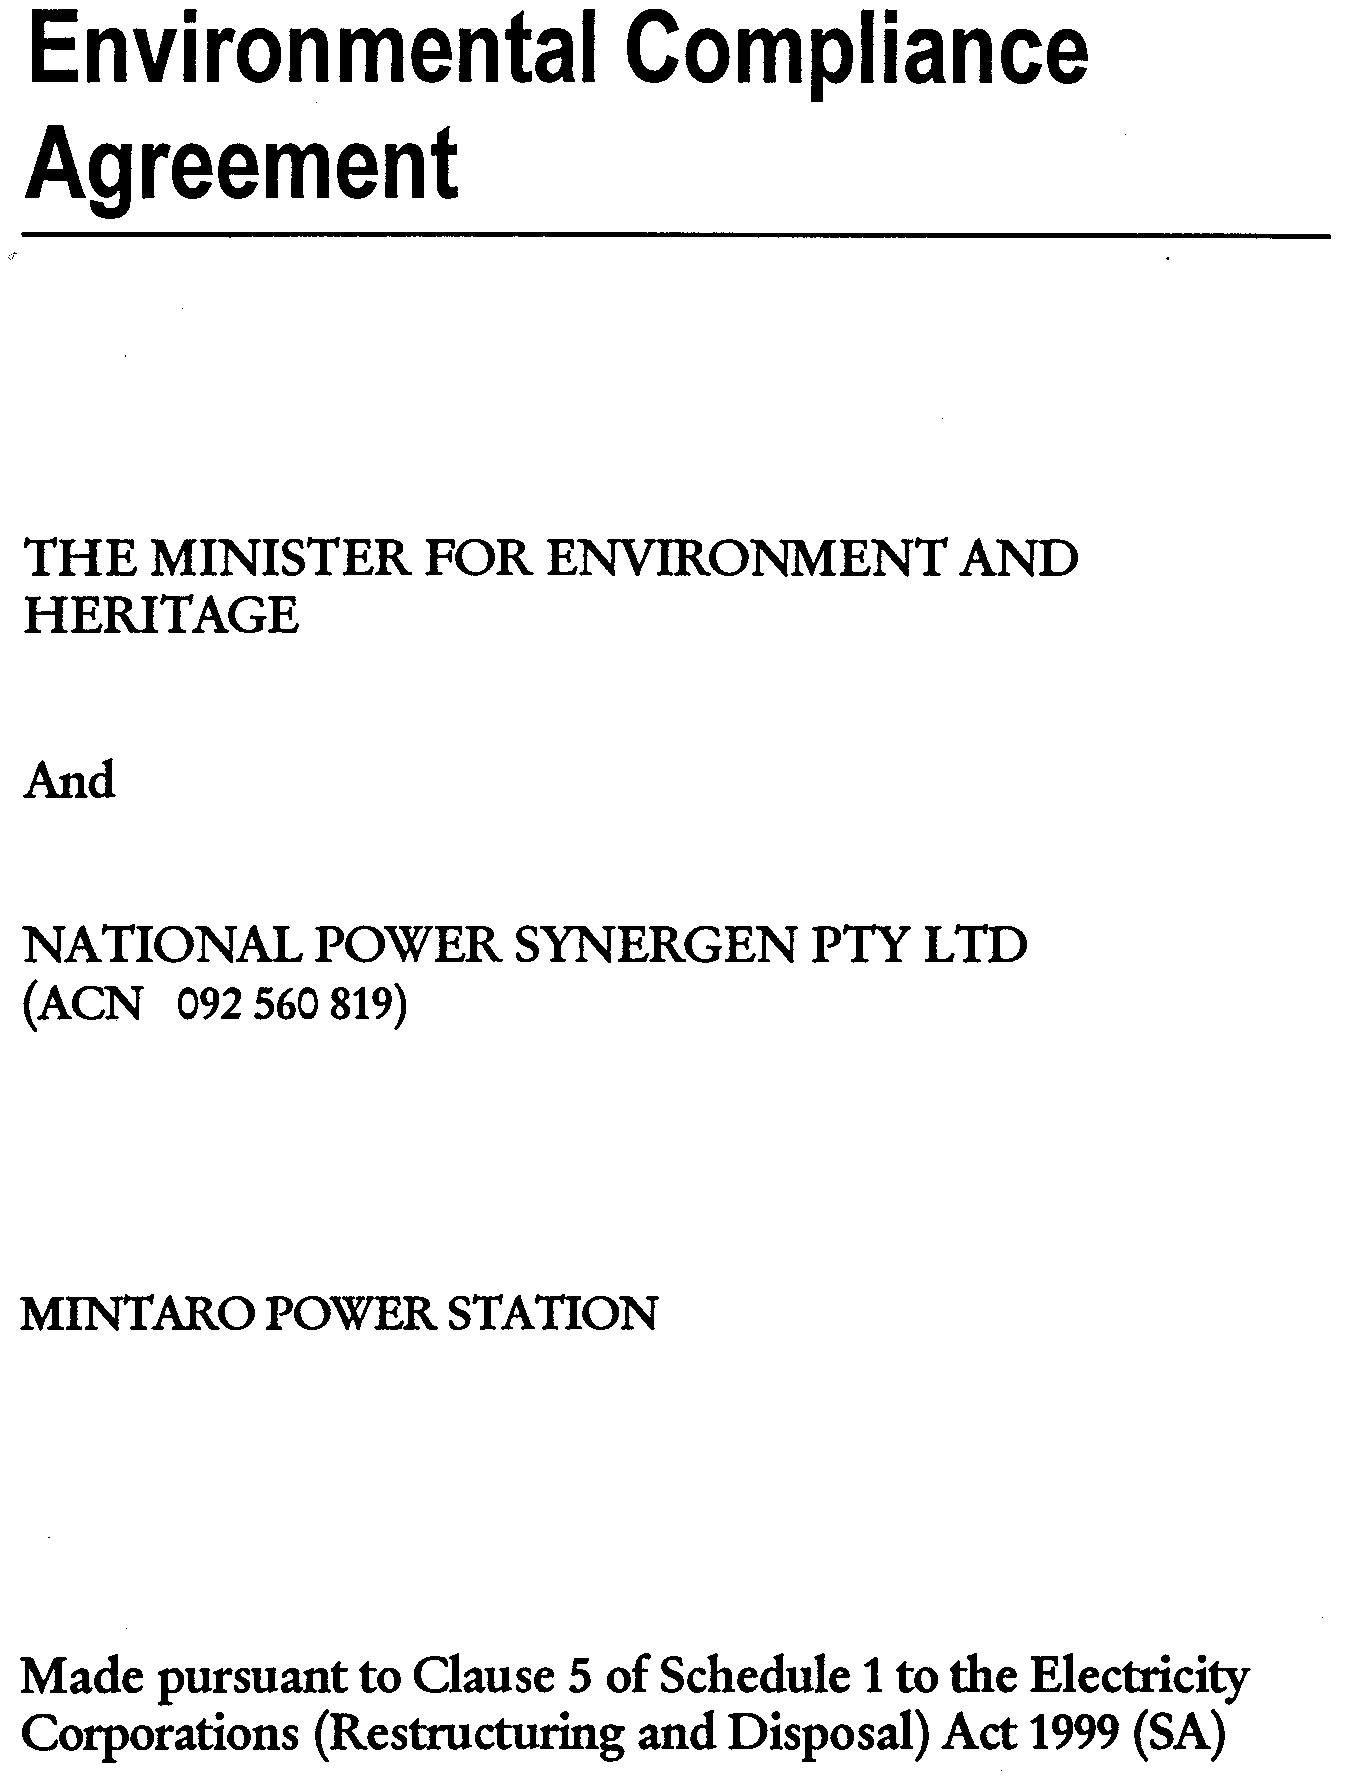 Environmental Compliance
Agreement
THE MINISTER FOR ENVIRONMENT AND
HERITAGE
And
NATIONAL POWER SYNERGEN PTY LTD
(ACN 092 560 819)
MINTARO POWER STATION
Made pursuant to Clause 5 of Schedule 1 to the Electricity
Corporations (Restructuring and Disposal) Act 1999 (SA)